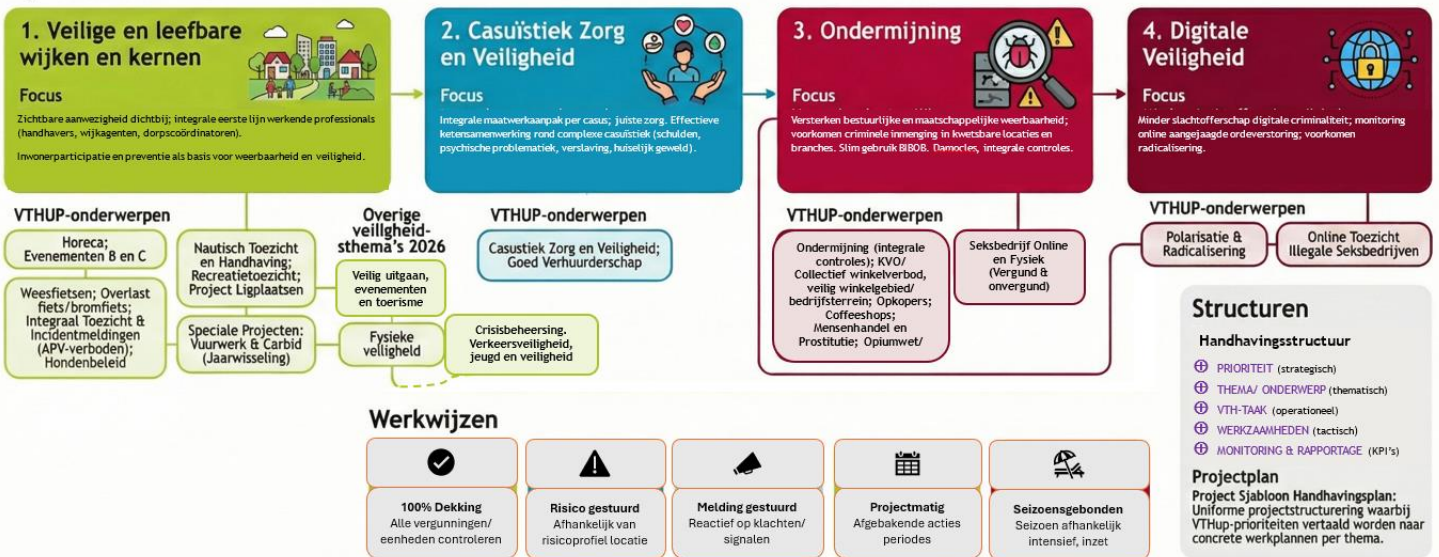 1. Veilige en leefbare
wijken en kernen
Focus
Zichtbare aanwezigheid dichtbij; integrale eerste lijn werkende professionals
(handhavers, wijkagenten, dorpscoördinatoren).
Inwonerparticipatie en preventie als basis voor weerbaarheid en veiligheid.
2. Casuïstiek Zorg
en Veiligheid
Focus
Integrale maatwerkaanpak per casus; juiste zorg. Effectieve
ketensamenwerking rond complexe casuïstiek (schulden,
psychische problematiek, verslaving, huiselijk geweld).
3. Ondermijning
Focus
Versterken bestuurlijke en maatschappelijke weerbaarheid;
voorkomen criminele inmenging in kwetsbare locaties en
branches. Slim gebruik BIBOB. Damocles, integrale controles.
4. Digitale
Veiligheid
Focus
Minder slachtofferschap digitale criminaliteit; monitoring
online aangejaagde ordeverstoring; voorkomen
radicalisering.
VTHUP-onderwerpen
Horeca;
Evenementen B en C
Weesfietsen; Overlast
fiets/bromfiets;
Integraal Toezicht &
Incidentmeldingen
(APV-verboden);
Hondenbeleid
Nautisch Toezicht
en Handhaving;
Recreatietoezicht;
Project Ligplaatsen
Speciale Projecten:
Vuurwerk & Carbid
(Jaarwisseling)
Overige
veillgheid-
sthema's 2026
Veilig uitgaan,
evenementen
en toerisme
Fysieke
velligheld
Crisisbeheersing.
Verkeersveiligheid,
jeugd en veiligheid
VTHUP-onderwerpen
Casustiek Zorg en Veiligheid;
Goed Verhuurderschap
VTHUP-onderwerpen
Ondermijning (integrale
controles); KVO/
Collectief winkelverbod,
veilig winkelgebied/
bedrijfsterrein; Opkopers;
Coffeeshops;
Mensenhandel en
Prostitutie; Opiumwet/
Seksbedrijf Online
en Fysiek
(Vergund &
onvergund)
VTHUP-onderwerpen
Polarisatie &
Radicalisering
Online Toezicht
Illegale Seksbedrijven
Structuren
Handhavingsstructuur
PRIORITEIT (strategisch)
THEMA/ ONDERWERP (thematisch)
VTH-TAAK (operationeel)
WERKZAAMHEDEN (tactisch)
MONITORING & RAPPORTAGE (KPI's)
Projectplan
Project Sjabloon Handhavingsplan:
Uniforme projectstructurering waarbij
VTHup-prioriteiten vertaald worden naar
concrete werkplannen per thema.
Werkwijzen
100% Dekking
Alle vergunningen/
eenheden controleren
Risico gestuurd
Afhankelijk van
risicoprofiel locatie
Melding gestuurd
Reactief op klachten/
signalen
Projectmatig
Afgebakende acties
periodes
Seizoensgebonden
Seizoen afhankelijk
intensief, inzet